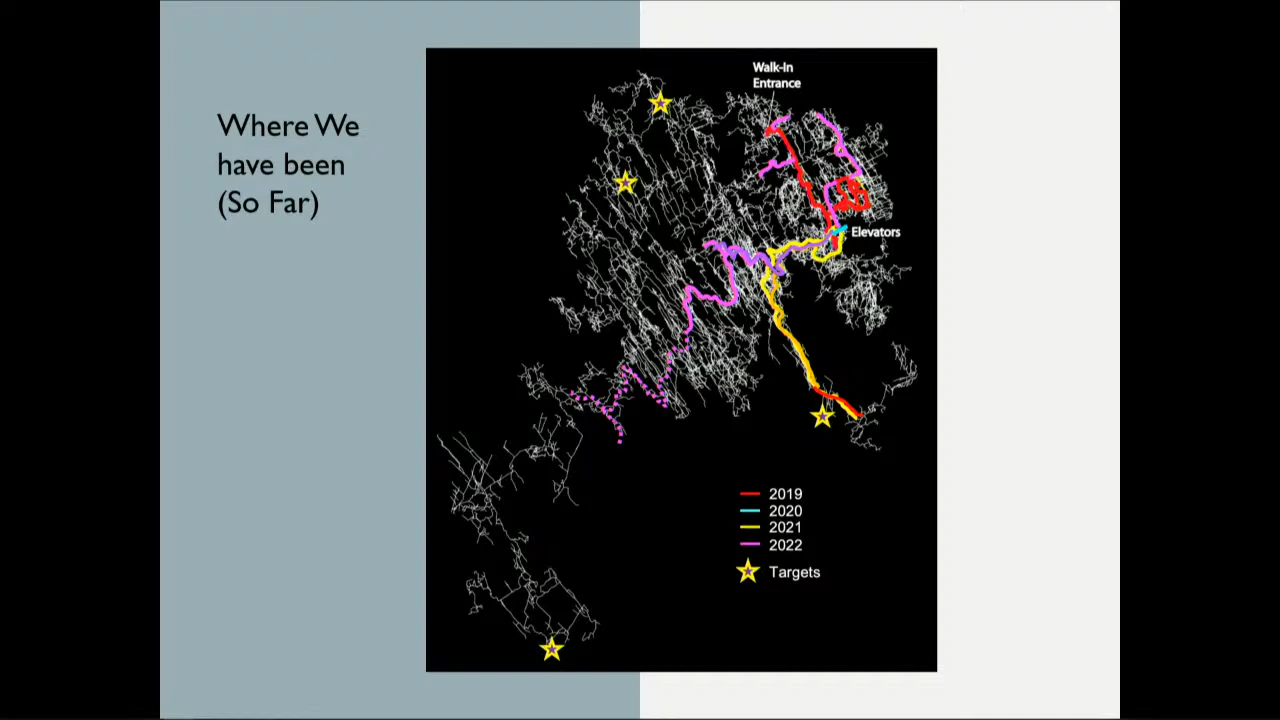 Where We
have been
(So Far)
Walk-In
Entrance
Elevators
2019
2020
2021
2022
Targets